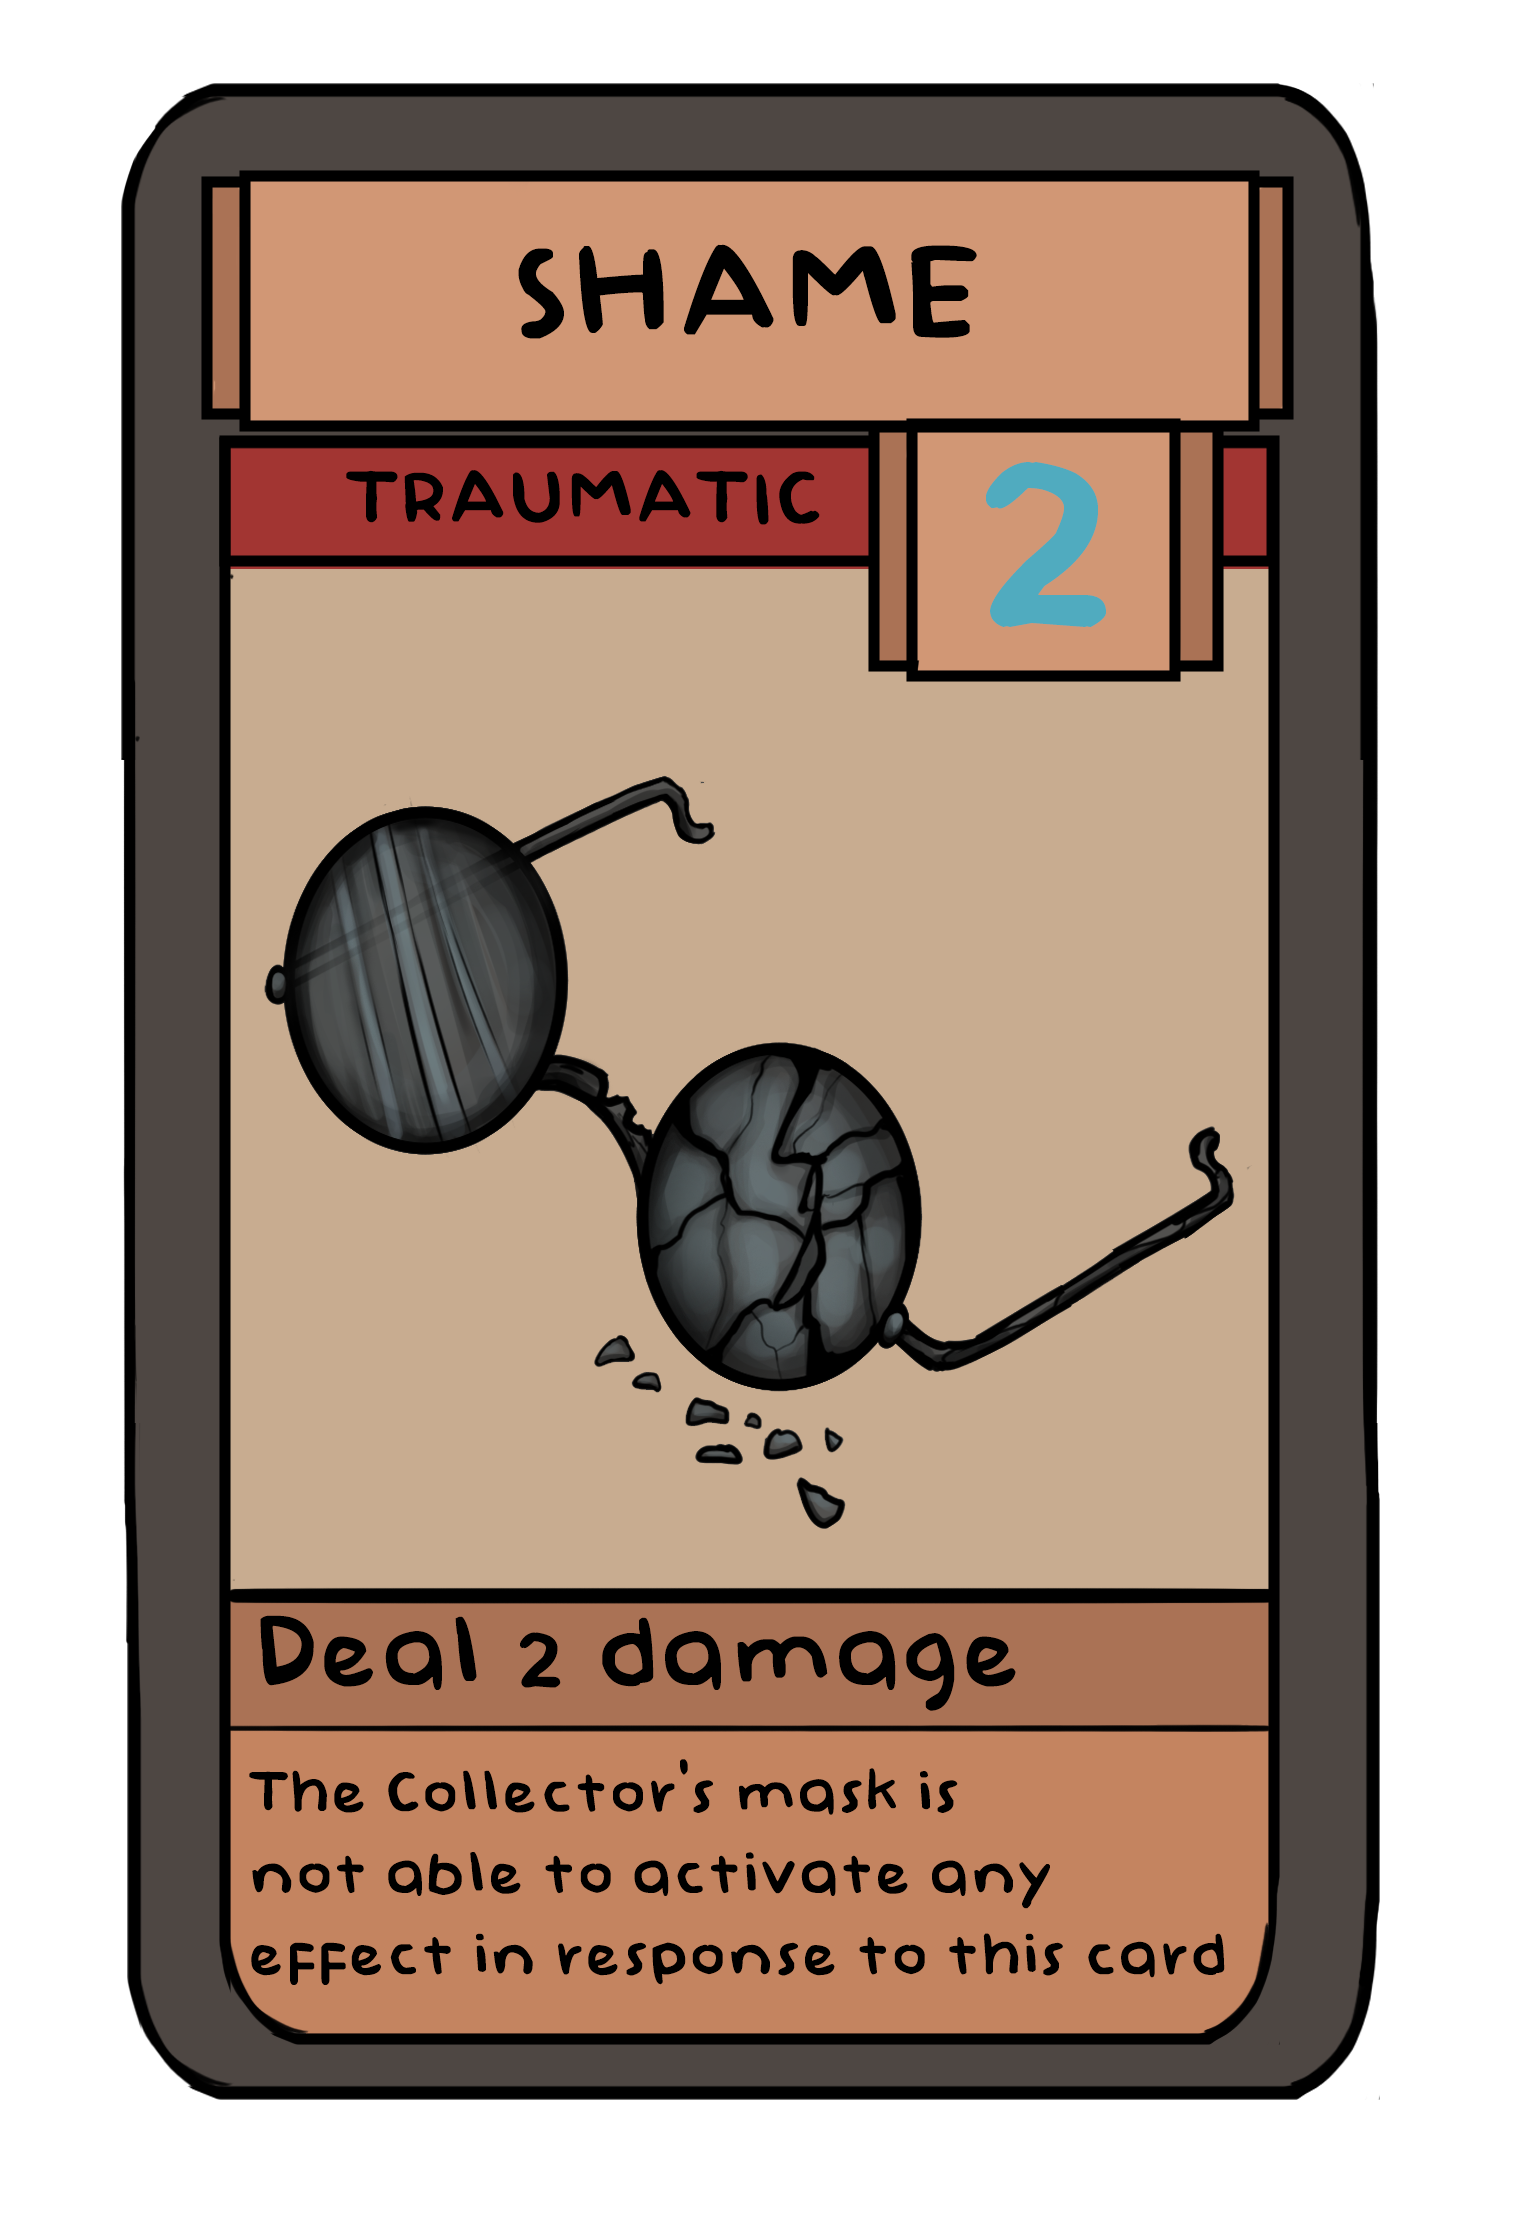 SHAME
TRAUMATIC
2
Deal 2 damage
The Collector's mask is
not able to activate any
effect in response to this card